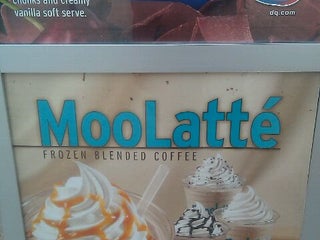 chunks and creamy
vanilla soft serve.
dq.com
MooLatté
FROZEN BLENDED COFFEE